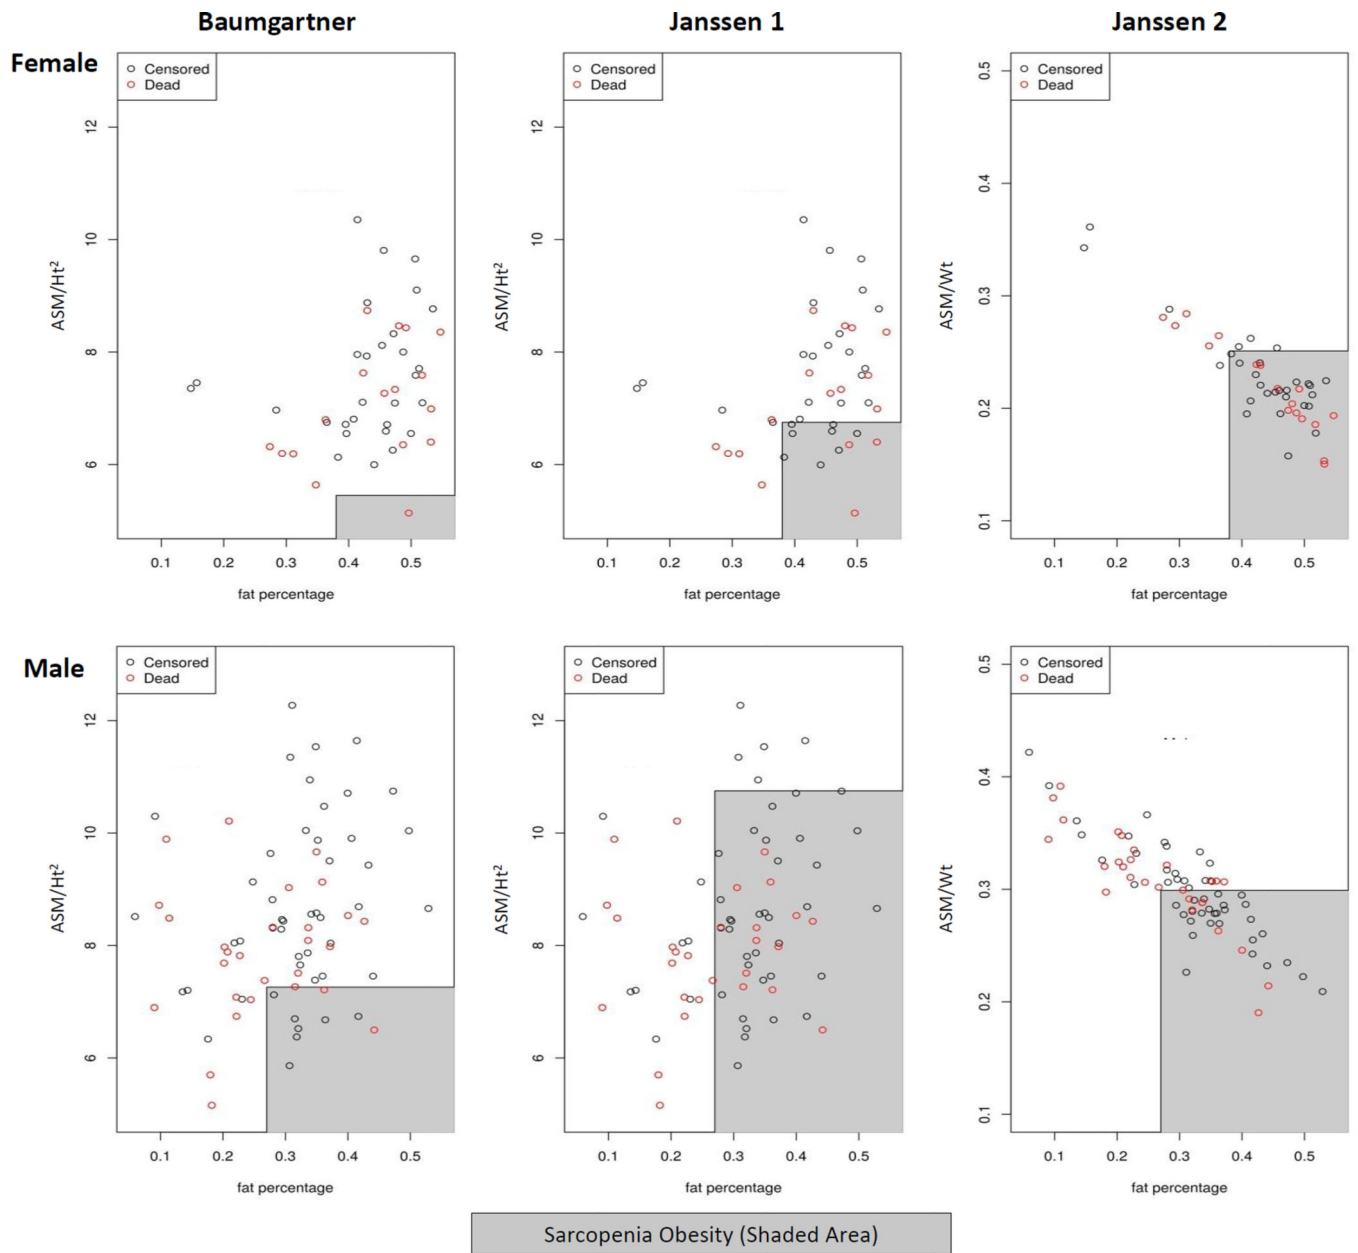 Baumgartner
Janssen 1
Janssen 2
Female
Censored
Dead
ASM/Ht²
12
10
8
6
0.1 0.2 0.3 0.4 0.5
fat percentage
Censored
Dead
ASM/Ht²
12
10
8
6
0.1 0.2 0.3 0.4 0.5
fat percentage
Censored
Dead
ASM/Wt
0.5
0.4
0.3
0.2
0.1
0.1 0.2 0.3 0.4 0.5
fat percentage
Male
Censored
Dead
ASM/Ht²
12
10
8
6
0.1 0.2 0.3 0.4 0.5
fat percentage
Censored
Dead
ASM/Ht²
12
10
8
6
0.1 0.2 0.3 0.4 0.5
fat percentage
Censored
Dead
ASM/Wt
0.5
0.4
0.3
0.2
0.1
0.1 0.2 0.3 0.4 0.5
fat percentage
Sarcopenia Obesity (Shaded Area)